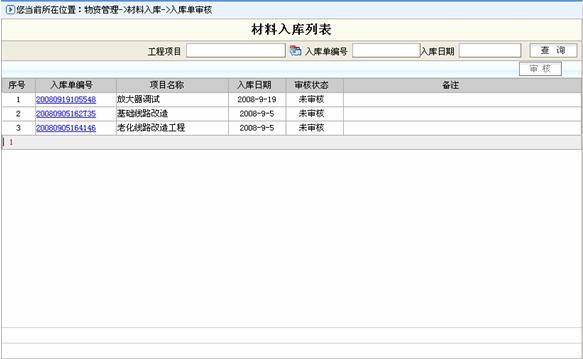 您当前所在位置：物资管理->材料入库->入库单审核
材料入库列表
工程项目 入库单编号 入库日期 查 询
审 核
序号 入库单编号 项目名称 入库日期 审核状态 备注
1 20080919105548 放大器调试 2008-9-19 未审核
2 20080905162735 基础线路改造 2008-9-5 未审核
3 20080905164146 老化线路改造工程 2008-9-5 未审核
1